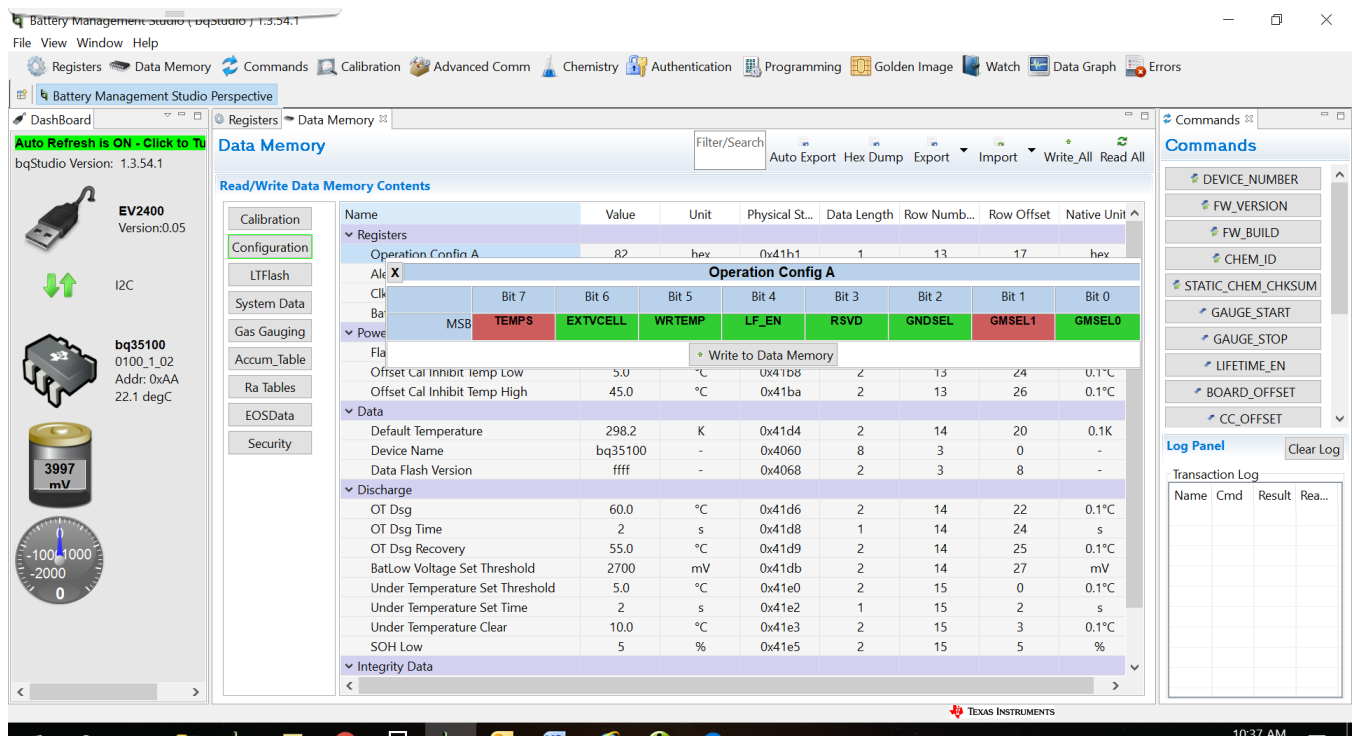 Battery Management Studio ( bqStudio ) 1.3.54.1
File View Window Help
Registers Data Memory Commands Calibration Advanced Comm Chemistry Authentication Programming Golden Image Watch Data Graph Errors
Battery Management Studio Perspective
DashBoard
Auto Refresh is ON - Click to Tu
bqStudio Version: 1.3.54.1
EV2400
Version:0.05
I2C
bq35100
0100_1_02
Addr: 0xAA
22.1 degC
3997
mV
-1000 1000
-2000
0
0
Registers Data Memory
Data Memory
Filter/Search Auto Export Hex Dump Export Import Write_All Read All
Read/Write Data Memory Contents
Calibration
Configuration
LTFlash
System Data
Gas Gauging
Accum_Table
Ra Tables
EOSData
Security
Name Value Unit Physical St... Data Length Row Numb... Row Offset Native Unit
Registers
Operation Config A 82 hex 0x41b1 1 13 17 hex
Ale
Clk
Ba
Powe
Fla
X Operation Config A
Bit 7 Bit 6 Bit 5 Bit 4 Bit 3 Bit 2 Bit 1 Bit 0
MSB TEMPS EXTVCELL WRTEMP LF_EN RSVD GNDSEL GMSEL1 GMSEL0
Write to Data Memory
Offset Cal Inhibit Temp Low 5.0 °C 0x41b8 2 13 24 0.1°C
Offset Cal Inhibit Temp High 45.0 °C 0x41ba 2 13 26 0.1°C
Data
Default Temperature 298.2 K 0x41d4 2 14 20 0.1K
Device Name bq35100 - 0x4060 8 3 0 -
Data Flash Version ffff - 0x4068 2 3 8 -
Discharge
OT Dsg 60.0 °C 0x41d6 2 14 22 0.1°C
OT Dsg Time 2 s 0x41d8 1 14 24 s
OT Dsg Recovery 55.0 °C 0x41d9 2 14 25 0.1°C
BatLow Voltage Set Threshold 2700 mV 0x41db 2 14 27 mV
Under Temperature Set Threshold 5.0 °C 0x41e0 2 15 0 0.1°C
Under Temperature Set Time 2 s 0x41e2 1 15 2 s
Under Temperature Clear 10.0 °C 0x41e3 2 15 3 0.1°C
SOH Low 5 % 0x41e5 2 15 5 %
Integrity Data
Commands
Commands
DEVICE_NUMBER
FW_VERSION
FW_BUILD
CHEM_ID
STATIC_CHEM_CHKSUM
GAUGE_START
GAUGE_STOP
LIFETIME_EN
BOARD_OFFSET
CC_OFFSET
Log Panel Clear Log
Transaction Log
Name Cmd Result Rea...
TEXAS INSTRUMENTS
10:37 AM